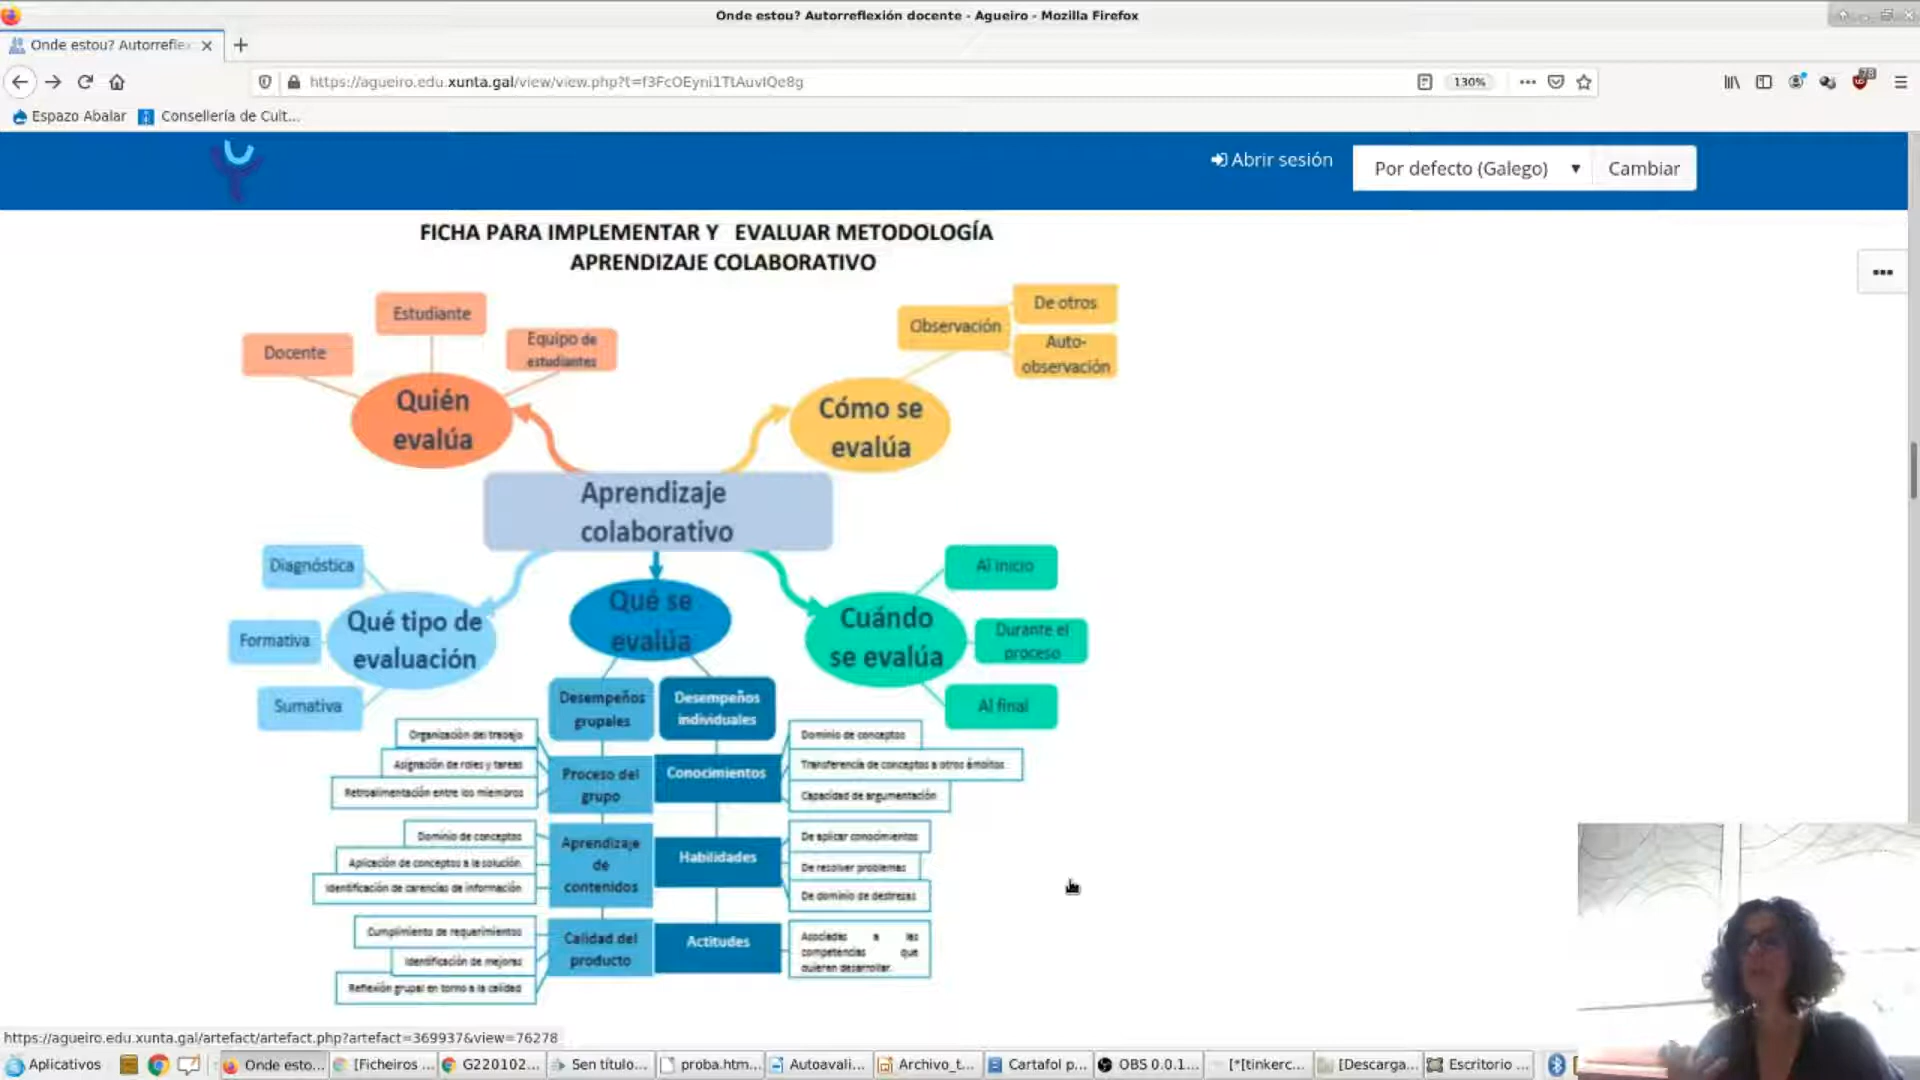 Onde estou? Autorreflexión docente - Agueiro - Mozilla Firefox
Onde estou? Autorrefle
https://agueiro.edu.xunta.gal/view/view.php?t=f3FcOEyni1TtAuvIQe8g
130%
78
Espazo Abalar
Consellería de Cult...
Abrir sesión
Por defecto (Galego)
Cambiar
FICHA PARA IMPLEMENTAR Y EVALUAR METODOLOGÍA
APRENDIZAJE COLABORATIVO
Docente
Estudiante
Equipo de
estudiantes
Quién
evalúa
Observación
De otros
Auto-
observación
Cómo se
evalúa
Aprendizaje
colaborativo
Diagnóstica
Formativa
Sumativa
Qué tipo de
evaluación
Qué se
evalúa
Cuándo
se evalúa
Al inicio
Durante el
proceso
Al final
Desempeños
grupales
Desempeños
individuales
Organización del trabajo
Asignación de roles y tareas
Retroalimentación entre los miembros
Proceso del
grupo
Conocimientos
Dominio de conceptos
Transferencia de conceptos a otros ámbitos
Capacidad de argumentación
Dominio de conceptos
Aplicación de conceptos a la solución
Identificación de carencias de información
Aprendizaje
de
contenidos
Habilidades
De aplicar conocimientos
De resolver problemas
De dominio de destrezas
Cumplimiento de requerimientos
Identificación de mejoras
Reflexión grupal en torno a la calidad
Calidad del
producto
Actitudes
Asociadas a las
competencias que
quieren desarrollar.
https://agueiro.edu.xunta.gal/artefact/artefact.php?artefact=369937&view=76278
Aplicativos
Onde esto...
[Ficheiros ...
G220102...
Sen título...
proba.htm...
Autoavali...
Archivo_t...
Cartafol p...
OBS 0.0.1...
[*[tinkerc...
[Descarga...
Escritorio ...